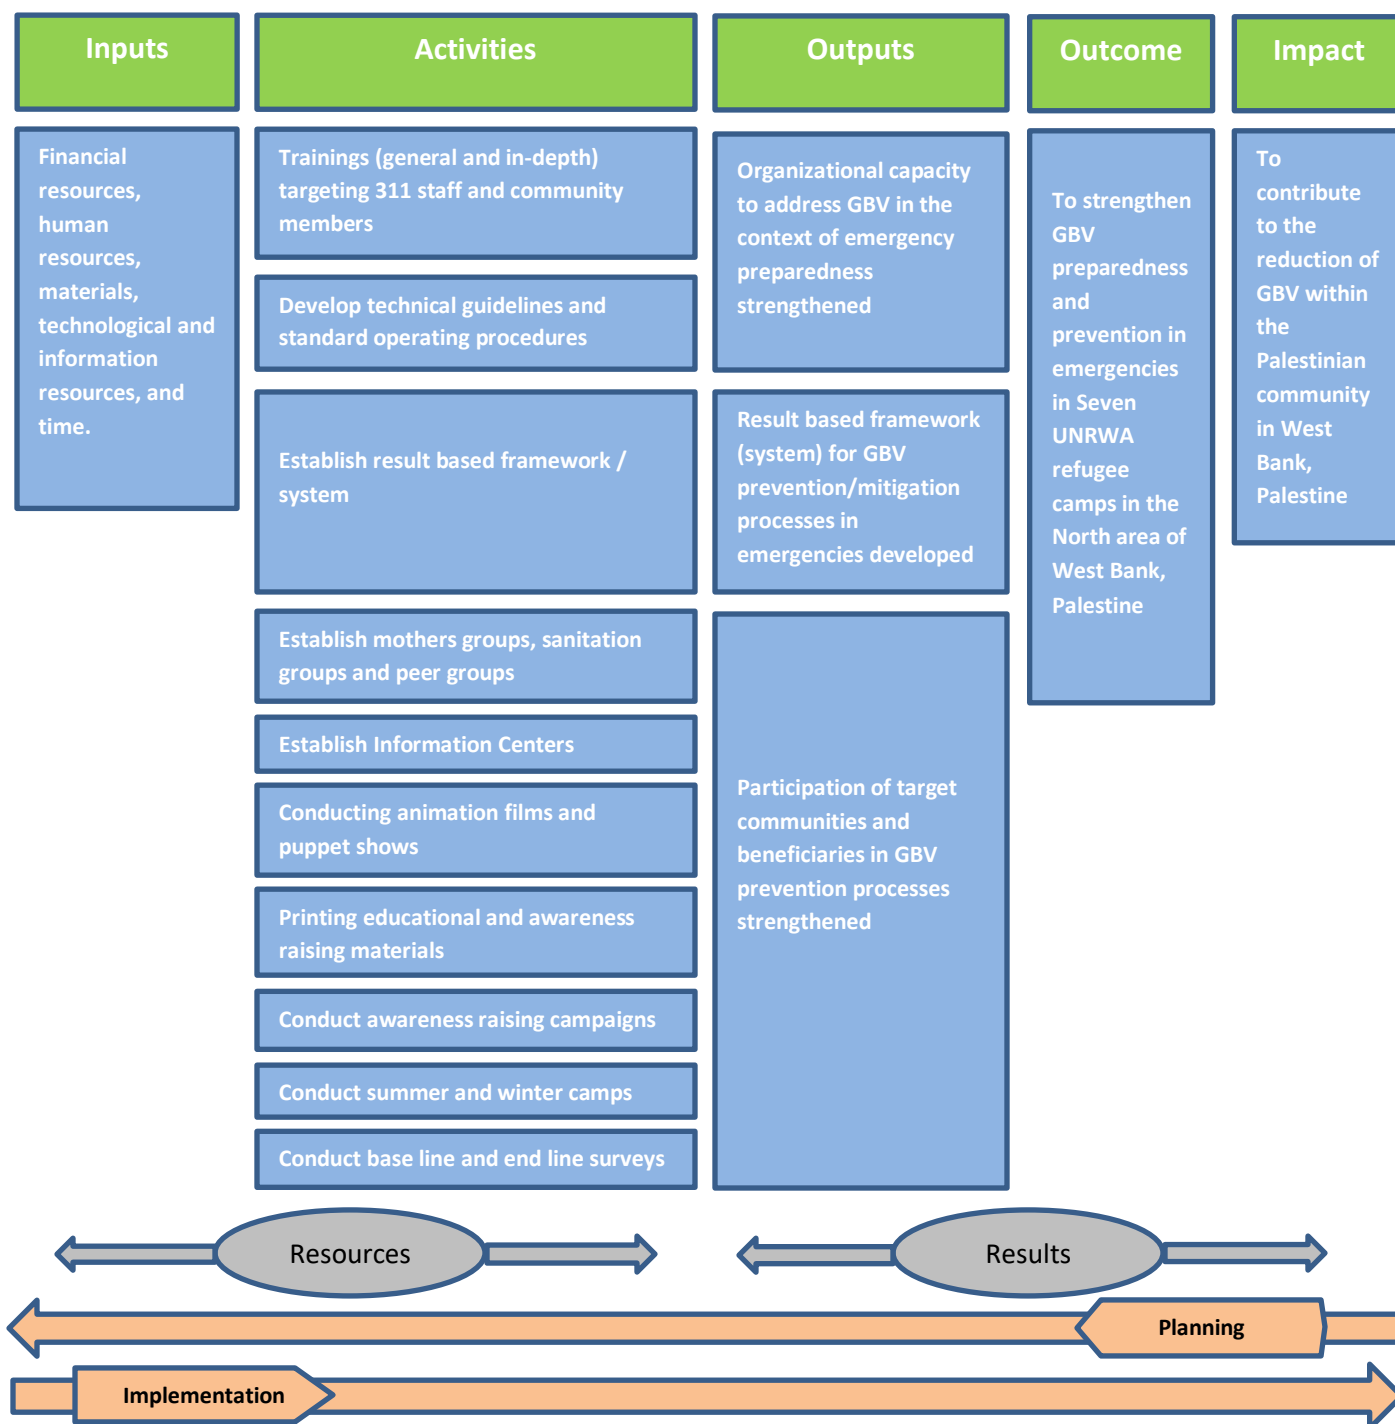 Inputs
Activities
Outputs
Outcome
Impact
Financial
resources,
human
resources,
materials,
technological and
information
resources, and
time.
Trainings (general and in-depth)
targeting 311 staff and community
members
Develop technical guidelines and
standard operating procedures
Establish result based framework /
system
Establish mothers groups, sanitation
groups and peer groups
Establish Information Centers
Conducting animation films and
puppet shows
Printing educational and awareness
raising materials
Conduct awareness raising campaigns
Conduct summer and winter camps
Conduct base line and end line surveys
Organizational capacity
to address GBV in the
context of emergency
preparedness
strengthened
Result based framework
(system) for GBV
prevention/mitigation
processes in
emergencies developed
Participation of target
communities and
beneficiaries in GBV
prevention processes
strengthened
To strengthen
GBV
preparedness
and
prevention in
emergencies
in Seven
UNRWA
refugee
camps in the
North area of
West Bank,
Palestine
To
contribute
to the
reduction of
GBV within
the
Palestinian
community
in West
Bank,
Palestine
Resources
Results
Planning
Implementation